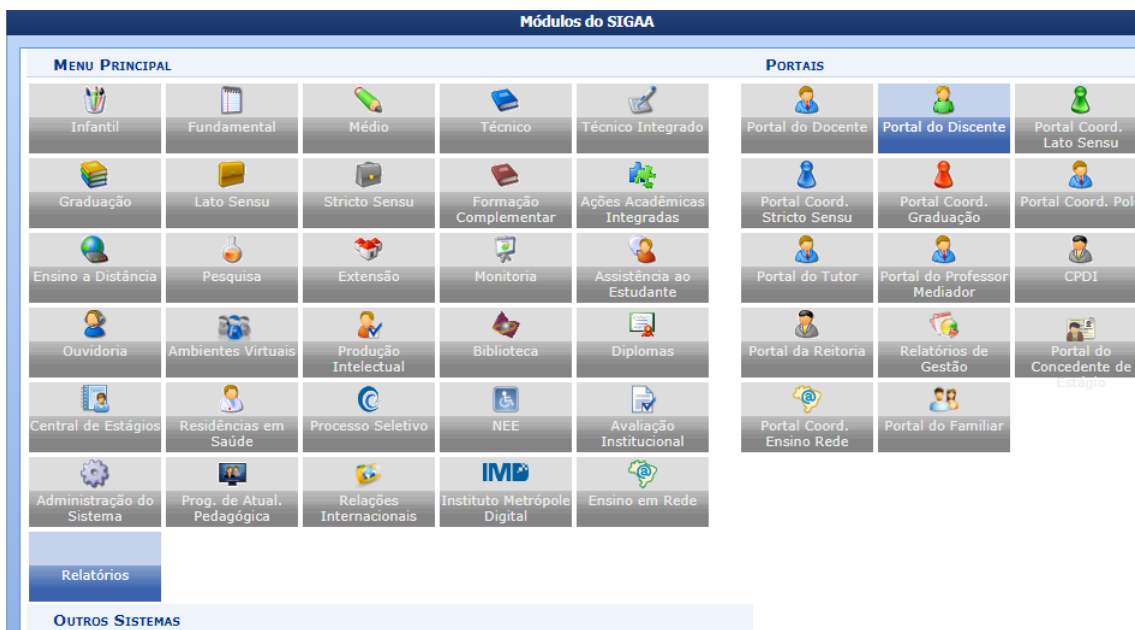 Módulos do SIGAA
MENU PRINCIPAL
PORTAIS
Infantil
Fundamental
Médio
Técnico
Técnico Integrado
Portal do Docente
Portal do Discente
Portal Coord.
Lato Sensu
Graduação
Lato Sensu
Stricto Sensu
Formação
Complementar
Ações Acadêmicas
Integradas
Portal Coord.
Stricto Sensu
Portal Coord.
Graduação
Portal Coord. Polo
Ensino a Distância
Pesquisa
Extensão
Monitoria
Assistência ao
Estudante
Portal do Tutor
Portal do Professor
Mediador
CPDI
Ouvidoria
Ambientes Virtuais
Produção
Intelectual
Biblioteca
Diplomas
Portal da Reitoria
Relatórios de
Gestão
Portal do
Concedente de
Estágio
Central de Estágios
Residências em
Saúde
Processo Seletivo
NEE
Avaliação
Institucional
Portal Coord.
Ensino Rede
Portal do Familiar
Administração do
Sistema
Prog. de Atual.
Pedagógica
Relações
Internacionais
IMD
Instituto Metrópole
Digital
Ensino em Rede
Relatórios
OUTROS SISTEMAS